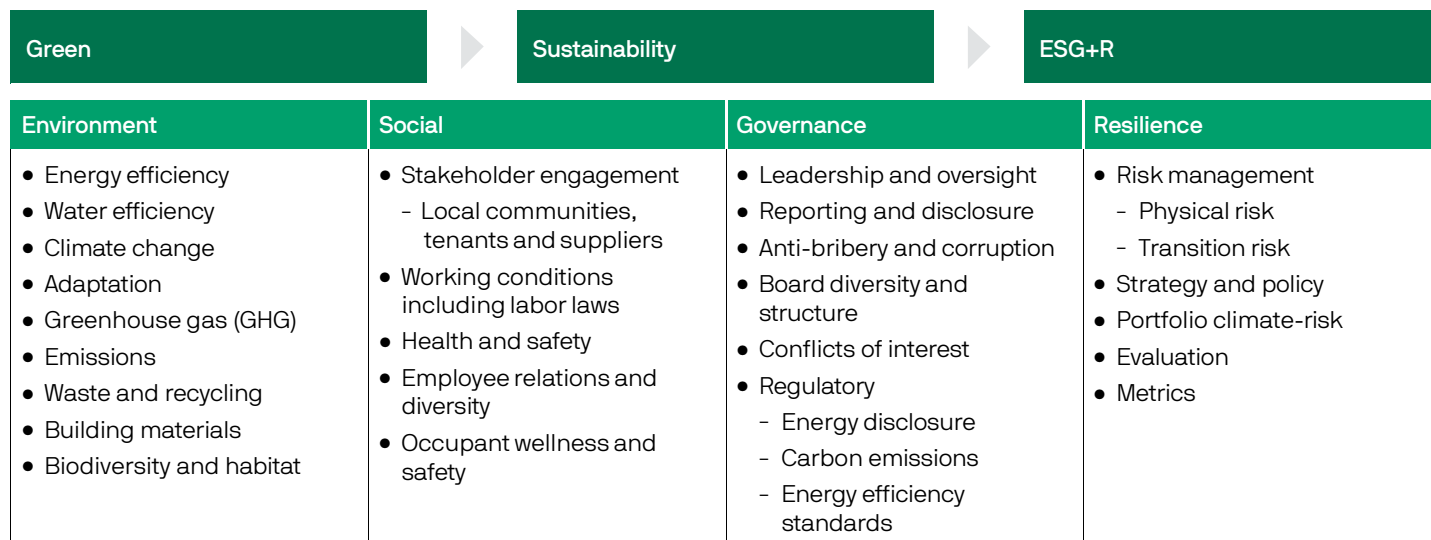 Green
Sustainability
ESG+R
Environment
● Energy efficiency
● Water efficiency
● Climate change
● Adaptation
● Greenhouse gas (GHG)
● Emissions
● Waste and recycling
● Building materials
● Biodiversity and habitat
Social
● Stakeholder engagement
- Local communities,
tenants and suppliers
● Working conditions
including labor laws
● Health and safety
● Employee relations and
diversity
● Occupant wellness and
safety
Governance
● Leadership and oversight
● Reporting and disclosure
● Anti-bribery and corruption
● Board diversity and
structure
● Conflicts of interest
● Regulatory
- Energy disclosure
- Carbon emissions
- Energy efficiency
standards
Resilience
● Risk management
- Physical risk
- Transition risk
● Strategy and policy
● Portfolio climate-risk
● Evaluation
● Metrics